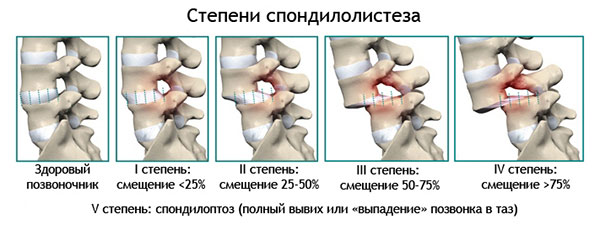 Степени спондилолистеза
Здоровый
позвоночник
I степень:
смещение <25%
II степень:
смещение 25-50%
III степень:
смещение 50-75%
IV степень:
смещение >75%
V степень: спондилоптоз (полный вывих или «выпадение» позвонка в таз)